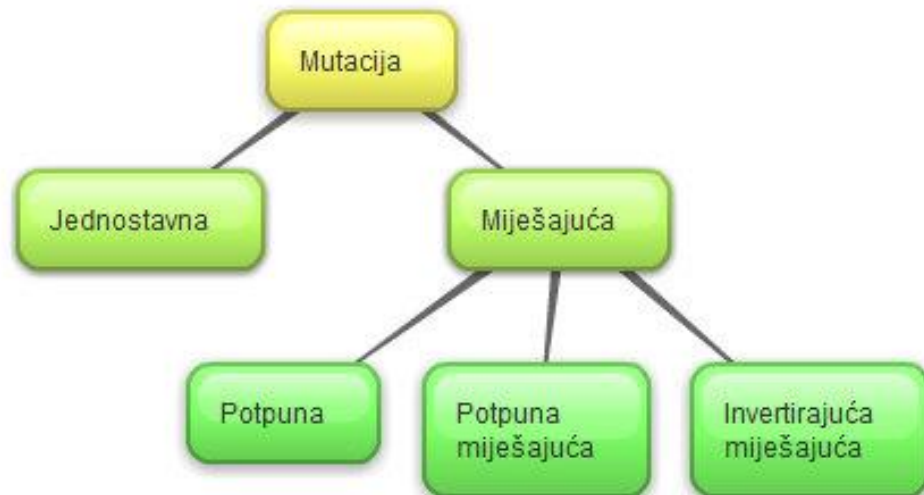 Mutacija
Jednostavna
Miješajuća
Potpuna
Potpuna
miješajuća
Invertirajuća
miješajuća